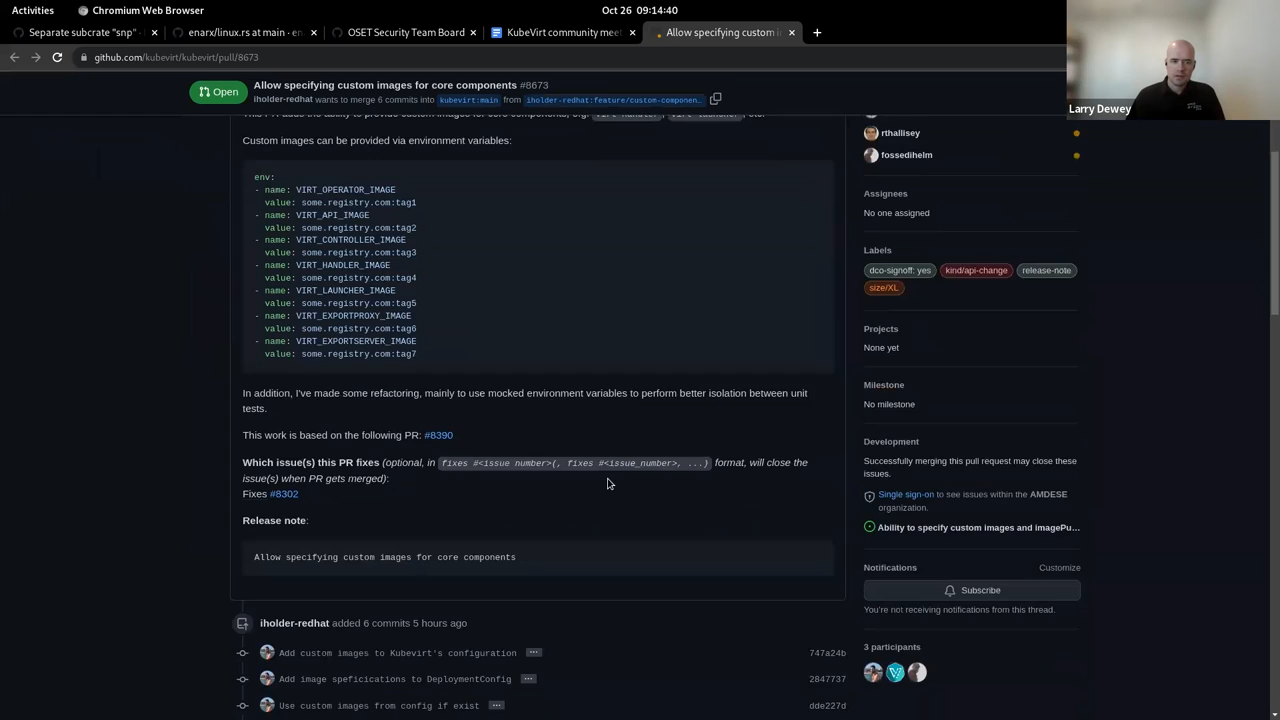 Activities
Chromium Web Browser
Oct 26 09:14:40
Separate subcrate "snp" ·
enarx/linux.rs at main · en
OSET Security Team Board
KubeVirt community mee
Allow specifying custom i
github.com/kubevirt/kubevirt/pull/8673
Larry Dewey
Open
Allow specifying custom images for core components #8673
iholder-redhat wants to merge 6 commits into kubevirt:main from iholder-redhat:feature/custom-componen…
Custom images can be provided via environment variables:
env:
- name: VIRT_OPERATOR_IMAGE
value: some.registry.com:tag1
- name: VIRT_API_IMAGE
value: some.registry.com:tag2
- name: VIRT_CONTROLLER_IMAGE
value: some.registry.com:tag3
- name: VIRT_HANDLER_IMAGE
value: some.registry.com:tag4
- name: VIRT_LAUNCHER_IMAGE
value: some.registry.com:tag5
- name: VIRT_EXPORTPROXY_IMAGE
value: some.registry.com:tag6
- name: VIRT_EXPORTSERVER_IMAGE
value: some.registry.com:tag7
In addition, I've made some refactoring, mainly to use mocked environment variables to perform better isolation between unit
tests.
This work is based on the following PR: #8390
Which issue(s) this PR fixes (optional, in fixes #<issue number>(, fixes #<issue_number>, ...) format, will close the
issue(s) when PR gets merged):
Fixes #8302
Release note:
Allow specifying custom images for core components
iholder-redhat added 6 commits 5 hours ago
Add custom images to Kubevirt's configuration ··· 747a24b
Add image speficications to DeploymentConfig ··· 2847737
Use custom images from config if exist ··· dde227d
rthallisey
fossedihelm
Assignees
No one assigned
Labels
dco-signoff: yes
kind/api-change
release-note
size/XL
Projects
None yet
Milestone
No milestone
Development
Successfully merging this pull request may close these
issues.
Single sign-on to see issues within the AMDESE
organization.
Ability to specify custom images and imagePu…
Notifications
Customize
Subscribe
You're not receiving notifications from this thread.
3 participants